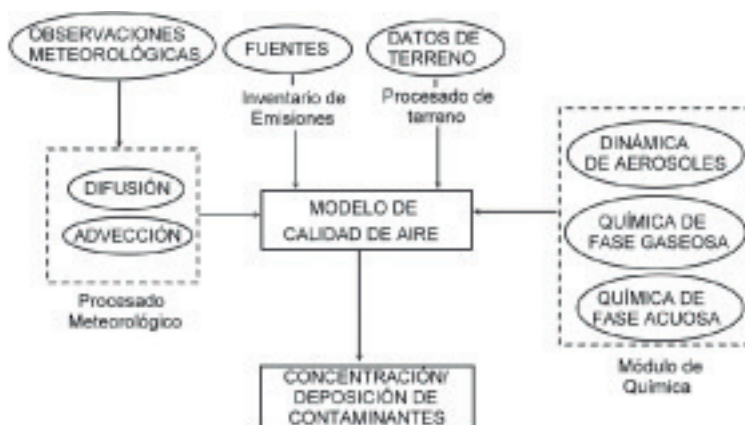 OBSERVACIONES
METEOROLÓGICAS
FUENTES
DATOS DE
TERRENO
Inventario de
Emisiones
Procesado de
terreno
DIFUSIÓN
ADVECCIÓN
Procesado
Meteorológico
MODELO DE
CALIDAD DE AIRE
DINÁMICA
DE AEROSOLES
QUÍMICA DE
FASE GASEOSA
QUÍMICA DE
FASE ACUOSA
Módulo de
Química
CONCENTRACIÓN/
DEPOSICIÓN DE
CONTAMINANTES